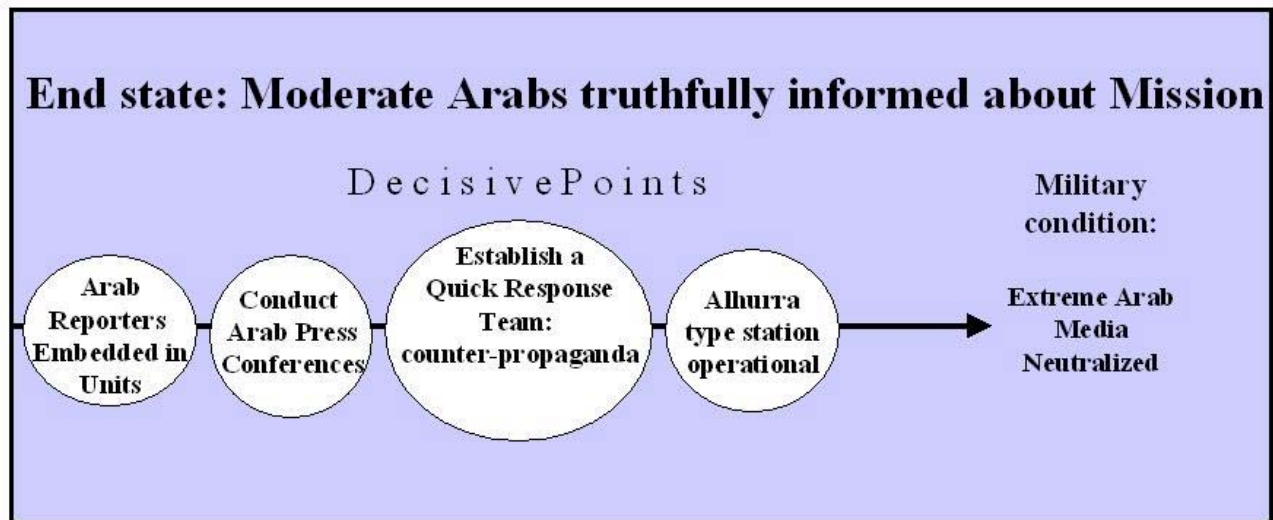 End state: Moderate Arabs truthfully informed about Mission
DecisivePoints
Military
condition:
Arab
Reporters
Embedded in
Units
Conduct
Arab Press
Conferences
Establish a
Quick Response
Team:
counter-propaganda
Alhurra
type station
operational
Extreme Arab
Media
Neutralized